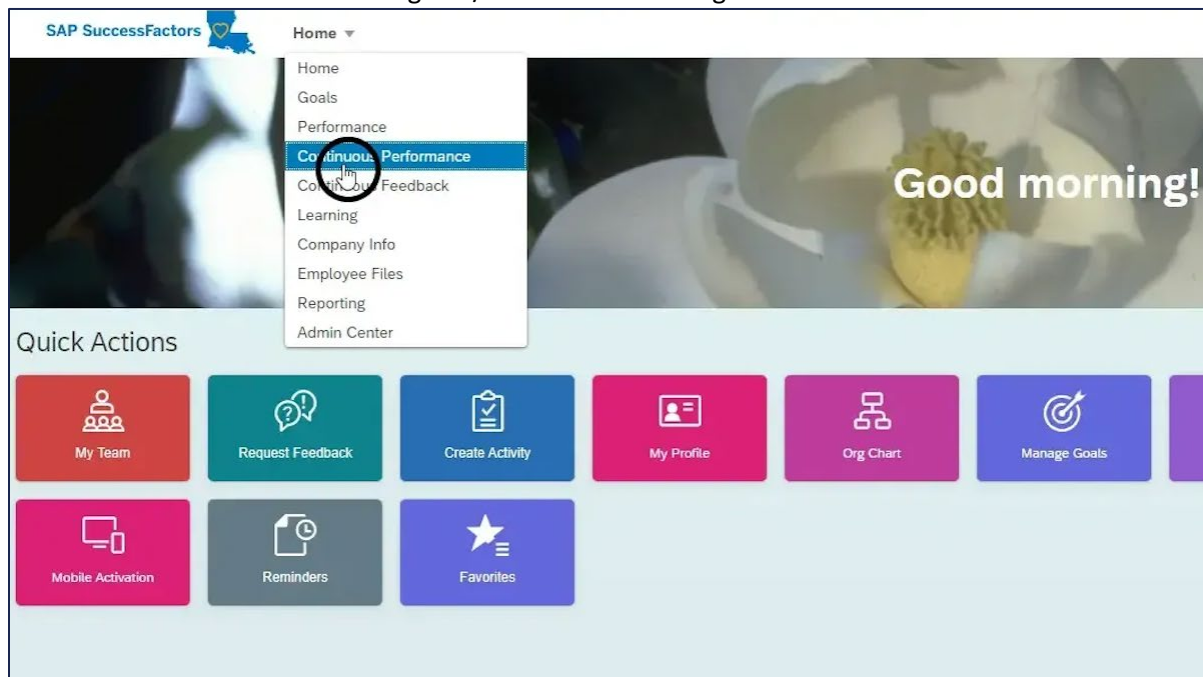 SAP SuccessFactors
Home
Home
Goals
Performance
Continuous Performance
Continuous Feedback
Learning
Company Info
Employee Files
Reporting
Admin Center
Good morning!
Quick Actions
My Team
Request Feedback
Create Activity
My Profile
Org Chart
Manage Goals
Mobile Activation
Reminders
Favorites